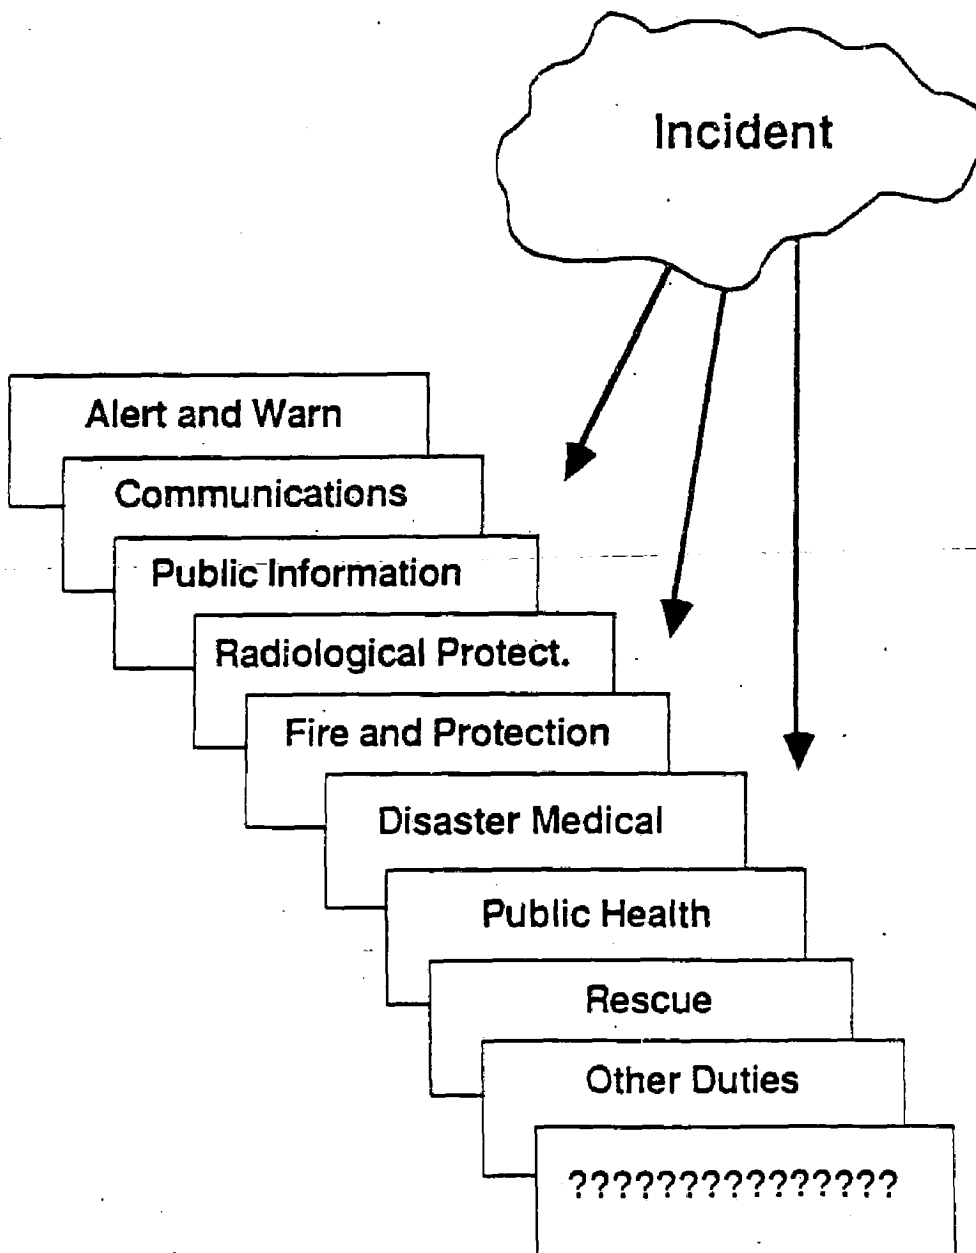 Incident
Alert and Warn
Communications
Public Information
Radiological Protect.
Fire and Protection
Disaster Medical
Public Health
Rescue
Other Duties
???????????????